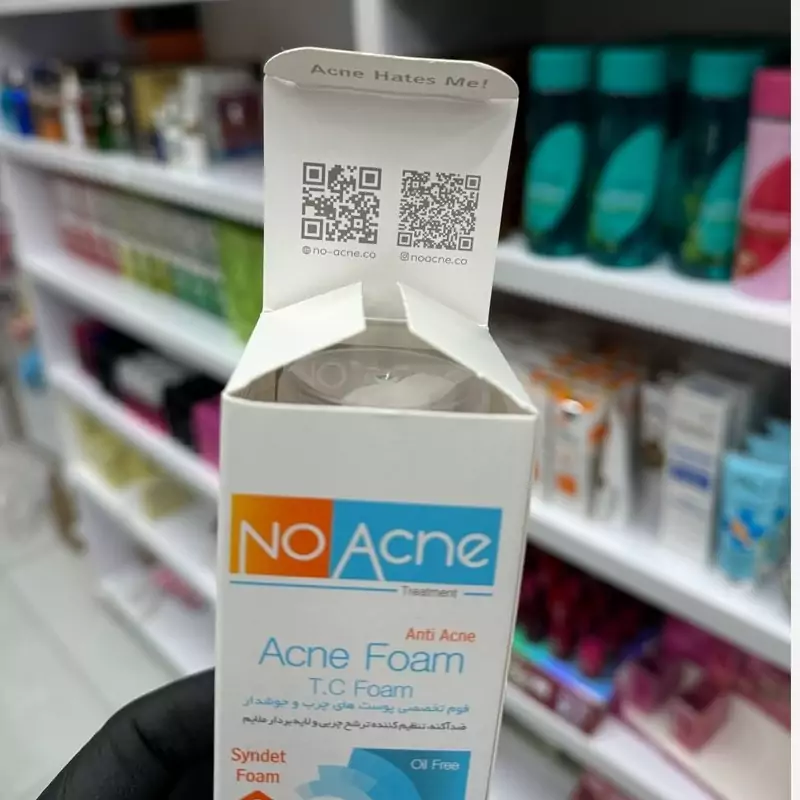 Acne Hates Me!
no-acne.co
noacne.co
NO Acne
Treatment
Anti Acne
Acne Foam
T.C Foam
فوم تخصصی پوست های چرب و جوشدار
ضدآکنه، تنظیم کننده ترشح چربی و لایه بردار ملایم
Syndet
Foam
Oil Free